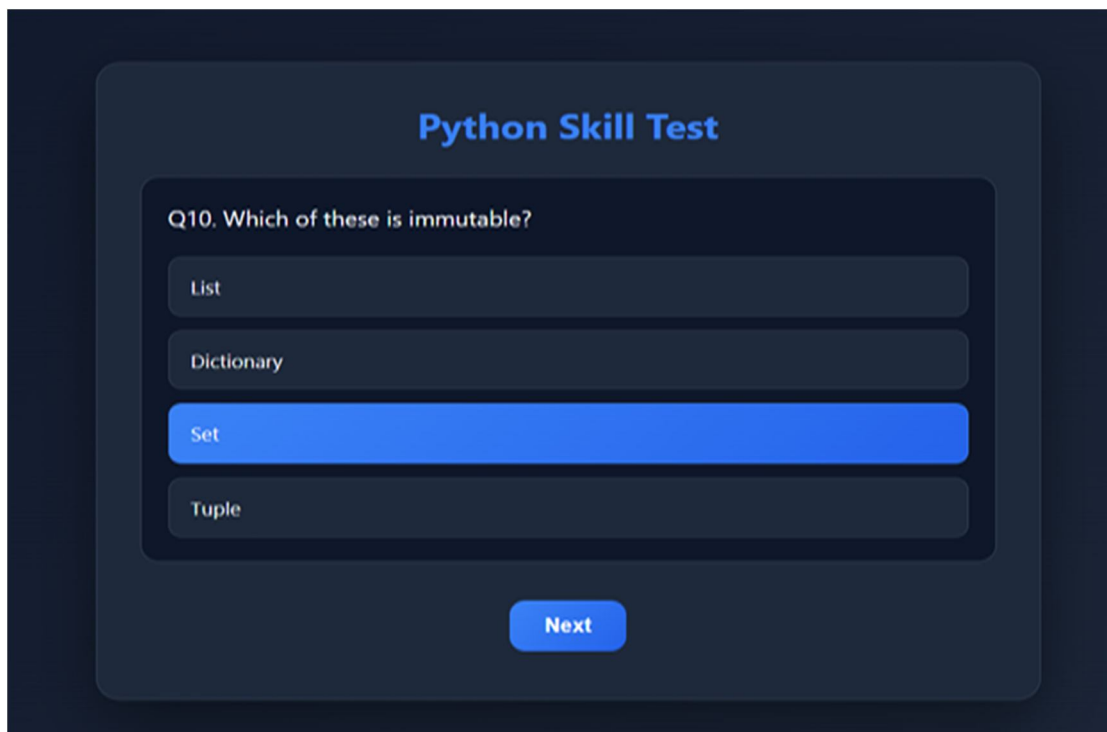 Python Skill Test
Q10. Which of these is immutable?
List
Dictionary
Set
Tuple
Next